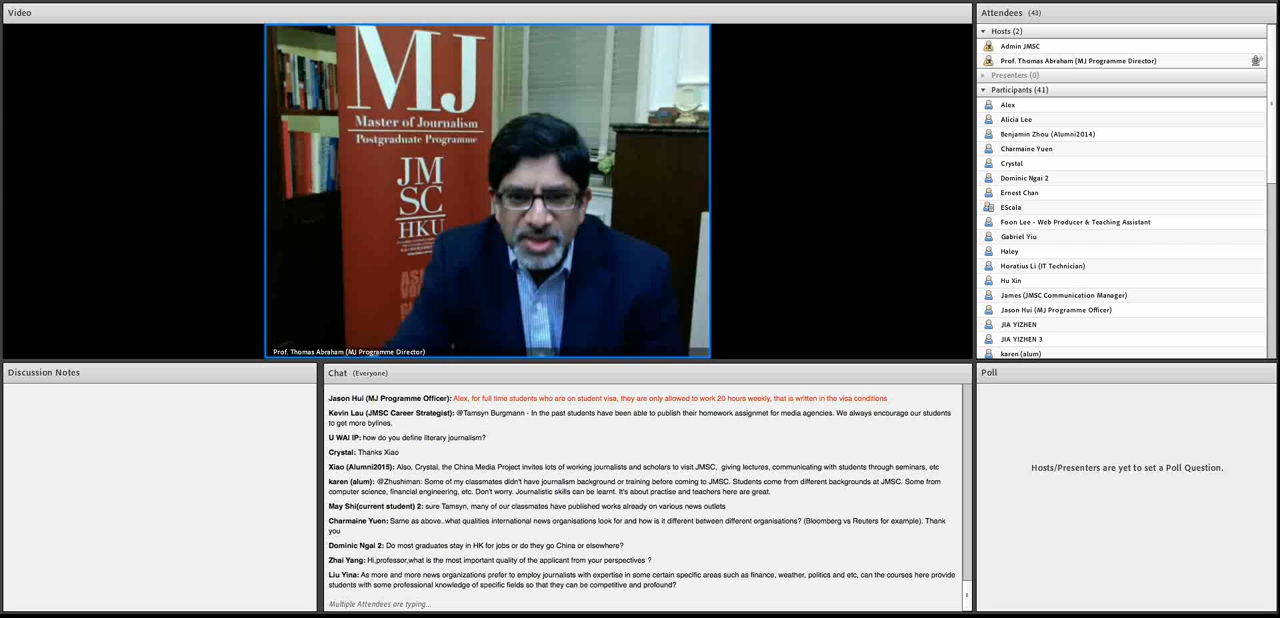 Video
MJ
Master of Journalism
Postgraduate Programme
JM
SC
HKU
Prof. Thomas Abraham (MJ Programme Director)
Attendees (43)
Hosts (2)
Admin JMSC
Prof. Thomas Abraham (MJ Programme Director)
Presenters (0)
Participants (41)
Alex
Alicia Lee
Benjamin Zhou (Alumni2014)
Charmaine Yuen
Crystal
Dominic Ngai 2
Ernest Chan
EScala
Foon Lee - Web Producer & Teaching Assistant
Gabriel Yiu
Haley
Horatius Li (IT Technician)
Hu Xin
James (JMSC Communication Manager)
Jason Hui (MJ Programme Officer)
JIA YIZHEN
JIA YIZHEN 3
karen (alum)
Discussion Notes
Chat (Everyone)
Jason Hui (MJ Programme Officer): Alex, for full time students who are on student visa, they are only allowed to work 20 hours weekly, that is written in the visa conditions
Kevin Lau (JMSC Career Strategist): @Tamsyn Burgmann - In the past students have been able to publish their homework assignmet for media agencies. We always encourage our students
to get more bylines.
U WAI IP: how do you define literary journalism?
Crystal: Thanks Xiao
Xiao (Alumni2015): Also, Crystal, the China Media Project invites lots of working journalists and scholars to visit JMSC, giving lectures, communicating with students through seminars, etc
karen (alum): @Zhushiman: Some of my classmates didn't have journalism background or training before coming to JMSC. Students come from different backgrounds at JMSC. Some from
computer science, financial engineering, etc. Don't worry. Journalistic skills can be learnt. It's about practise and teachers here are great.
May Shi(current student) 2: sure Tamsyn, many of our classmates have published works already on various news outlets
Charmaine Yuen: Same as above..what qualities international news organisations look for and how is it different between different organisations? (Bloomberg vs Reuters for example). Thank
you
Dominic Ngai 2: Do most graduates stay in HK for jobs or do they go China or elsewhere?
Zhai Yang: Hi,professor,what is the most important quality of the applicant from your perspectives ?
Liu Yina: As more and more news organizations prefer to employ journalists with expertise in some certain specific areas such as finance, weather, politics and etc, can the courses here provide
students with some professional knowledge of specific fields so that they can be competitive and profound?
Multiple Attendees are typing...
Poll
Hosts/Presenters are yet to set a Poll Question.